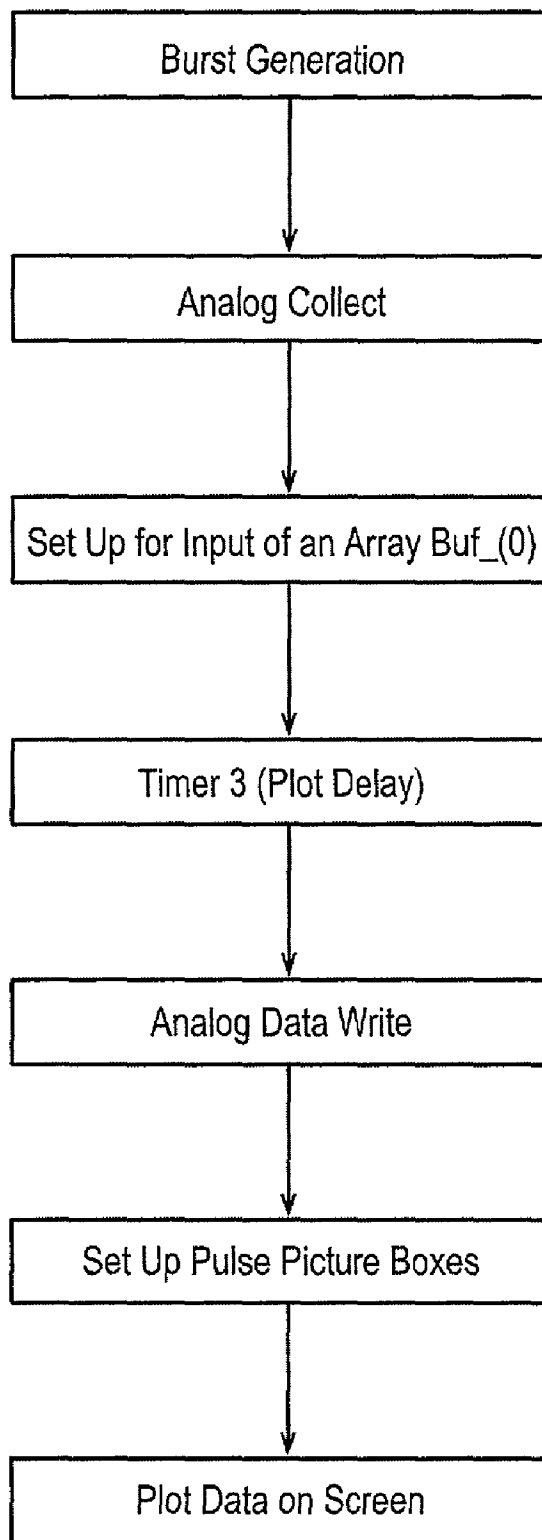 Burst Generation
Analog Collect
Set Up for Input of an Array Buf_(0)
Timer 3 (Plot Delay)
Analog Data Write
Set Up Pulse Picture Boxes
Plot Data on Screen